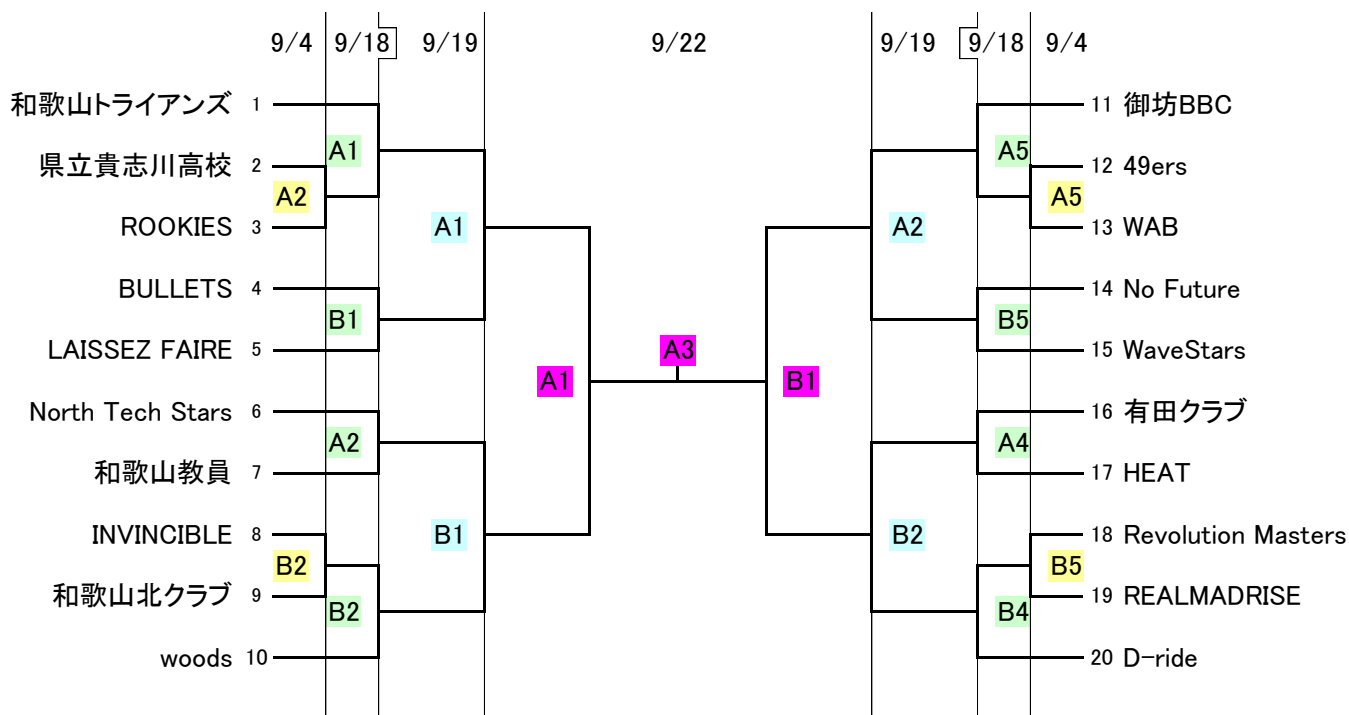 9/4 9/18 9/19 9/22 9/19 9/18 9/4
和歌山トライアンズ 1 11 御坊BBC
A1 A5
県立貴志川高校 2 12 49ers
A2 A5
ROOKIES 3 A1 A2 13 WAB
BULLETS 4 14 No Future
B1 B5
LAISSEZ FAIRE 5 A3 15 WaveStars
A1 B1
North Tech Stars 6 16 有田クラブ
A2 A4
和歌山教員 7 17 HEAT
INVINCIBLE 8 B1 B2 18 Revolution Masters
B2 B5
和歌山北クラブ 9 19 REALMADRISE
B2 B4
woods 10 20 D-ride